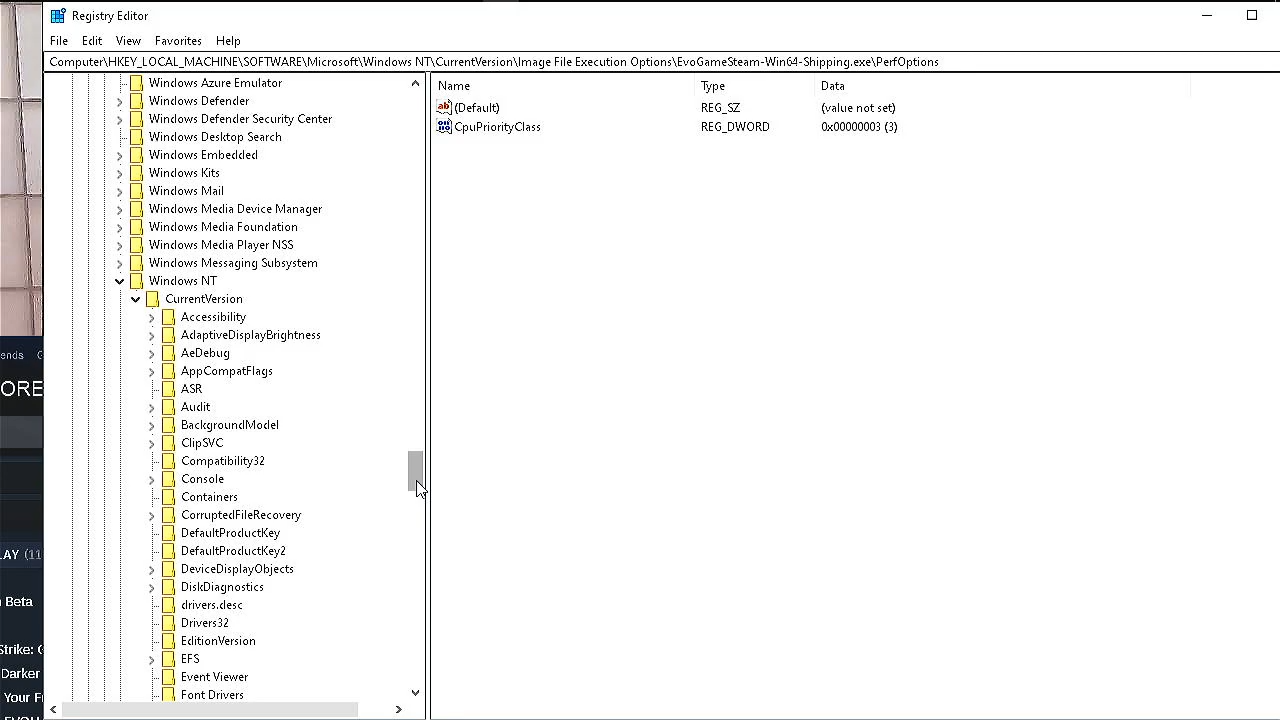 Registry Editor
File Edit View Favorites Help
Computer\HKEY_LOCAL_MACHINE\SOFTWARE\Microsoft\Windows NT\CurrentVersion\Image File Execution Options\EvoGameSteam-Win64-Shipping.exe\PerfOptions
Name Type Data
(Default) REG_SZ (value not set)
CpuPriorityClass REG_DWORD 0x00000003 (3)
Windows Azure Emulator
Windows Defender
Windows Defender Security Center
Windows Desktop Search
Windows Embedded
Windows Kits
Windows Mail
Windows Media Device Manager
Windows Media Foundation
Windows Media Player NSS
Windows Messaging Subsystem
Windows NT
CurrentVersion
Accessibility
AdaptiveDisplayBrightness
AeDebug
AppCompatFlags
ASR
Audit
BackgroundModel
ClipSVC
Compatibility32
Console
Containers
CorruptedFileRecovery
DefaultProductKey
DefaultProductKey2
DeviceDisplayObjects
DiskDiagnostics
drivers.desc
Drivers32
EditionVersion
EFS
Event Viewer
Font Drivers
ends
ORE
LAY (11
Beta
Strike:
Darker
Your F